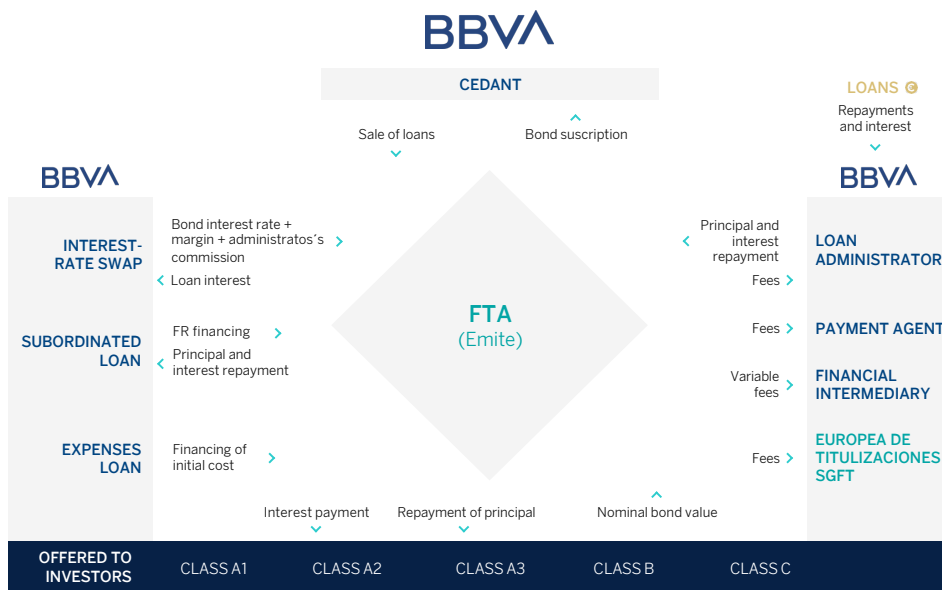 BBVA
CEDANT
LOANS
Repayments
and interest
Sale of loans
Bond suscription
BBVA
BBVA
INTEREST-
RATE SWAP
Bond interest rate +
margin + administratos´s
commission
Loan interest
Principal and
interest
repayment
Fees
LOAN
ADMINISTRATOR
SUBORDINATED
LOAN
FR financing
Principal and
interest repayment
FTA
(Emite)
Fees
PAYMENT AGENT
Variable
fees
FINANCIAL
INTERMEDIARY
EXPENSES
LOAN
Financing of
initial cost
Fees
EUROPEA DE
TITULIZACIONES
SGFT
Interest payment
Repayment of principal
Nominal bond value
OFFERED TO
INVESTORS
CLASS A1
CLASS A2
CLASS A3
CLASS B
CLASS C